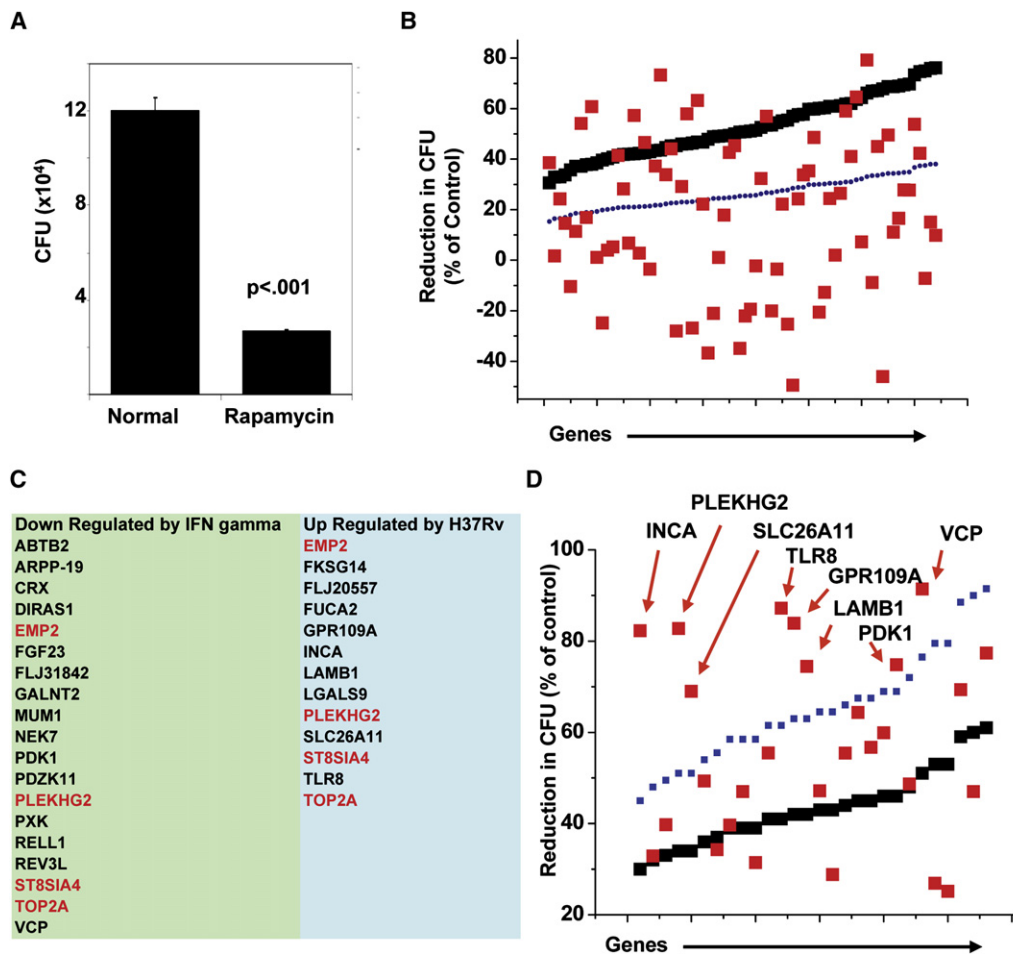 A
CFU (x10⁴)
12
8
4
p<.001
Normal
Rapamycin
B
Reduction in CFU
(% of Control)
80
60
40
20
0
-20
-40
Genes
C
Down Regulated by IFN gamma
ABTB2
ARPP-19
CRX
DIRAS1
EMP2
FGF23
FLJ31842
GALNT2
MUM1
NEK7
PDK1
PDZK11
PLEKHG2
PXK
RELL1
REV3L
ST8SIA4
TOP2A
VCP
Up Regulated by H37Rv
EMP2
FKSG14
FLJ20557
FUCA2
GPR109A
INCA
LAMB1
LGALS9
PLEKHG2
SLC26A11
PLEKHG2
ST8SIA4
TLR8
TOP2A
D
Reduction in CFU (% of control)
100
80
60
40
20
PLEKHG2
INCA
SLC26A11
TLR8
GPR109A
LAMB1
PDK1
VCP
Genes